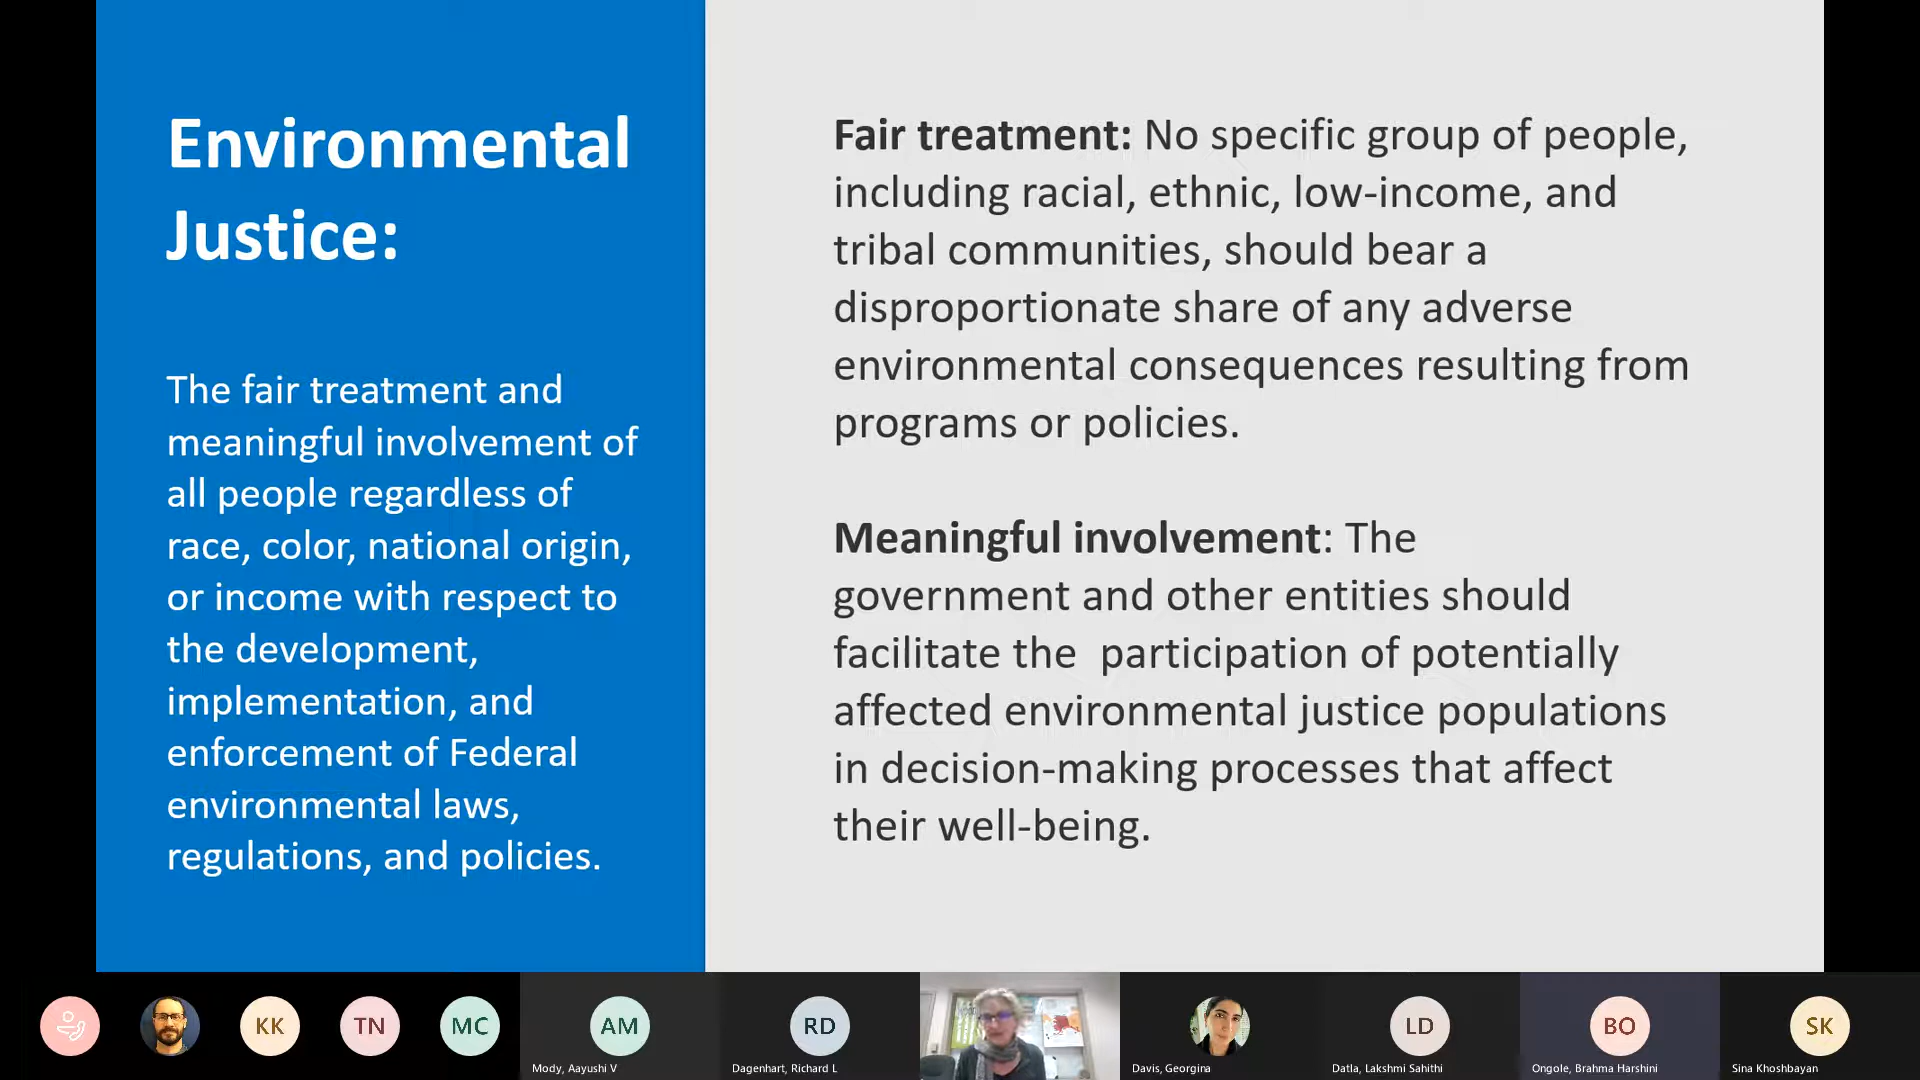 Environmental
Justice:
The fair treatment and
meaningful involvement of
all people regardless of
race, color, national origin,
or income with respect to
the development,
implementation, and
enforcement of Federal
environmental laws,
regulations, and policies.
Fair treatment: No specific group of people,
including racial, ethnic, low-income, and
tribal communities, should bear a
disproportionate share of any adverse
environmental consequences resulting from
programs or policies.
Meaningful involvement: The
government and other entities should
facilitate the  participation of potentially
affected environmental justice populations
in decision-making processes that affect
their well-being.
KK
TN
MC
AM
Mody, Aayushi V
RD
Dagenhart, Richard L
Davis, Georgina
LD
Datla, Lakshmi Sahithi
BO
Ongole, Brahma Harshini
SK
Sina Khoshbayan